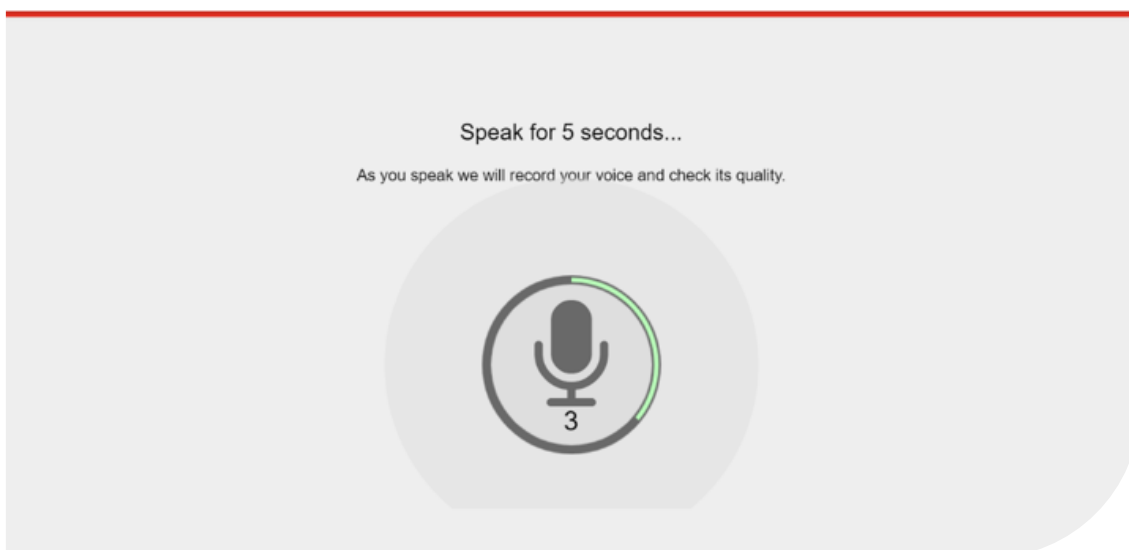 Speak for 5 seconds...
As you speak we will record your voice and check its quality.
3